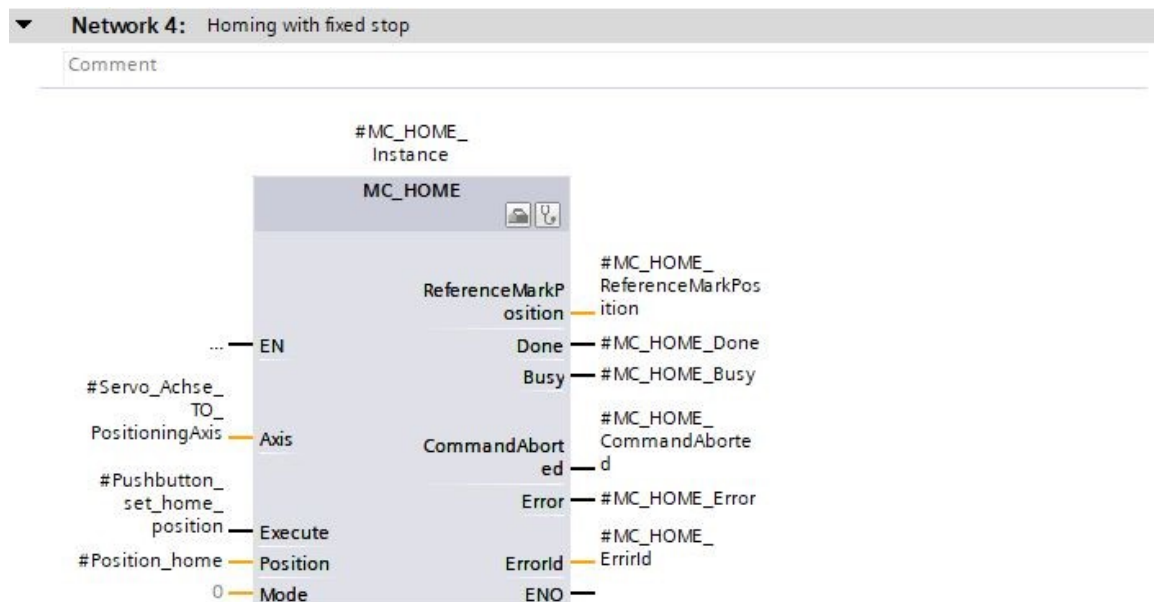 Network 4: Homing with fixed stop
Comment
#MC_HOME_
Instance
MC_HOME
#MC_HOME_
ReferenceMarkPos
ition
ReferenceMarkP
osition
...
EN
Done
#MC_HOME_Done
Busy
#MC_HOME_Busy
#Servo_Achse_
TO_
PositioningAxis
Axis
#MC_HOME_
CommandAborte
d
CommandAbort
ed
#Pushbutton_
set_home_
position
Execute
Error
#MC_HOME_Error
#MC_HOME_
ErrirId
#Position_home
Position
ErrorId
0
Mode
ENO